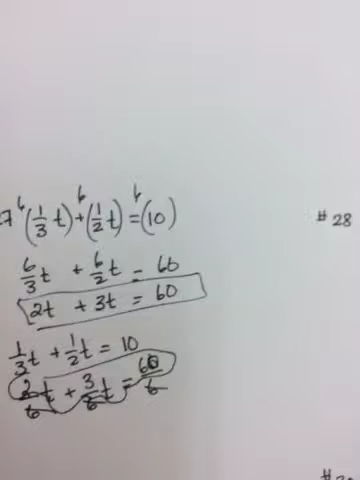 7 6(1/3 t) + 6(1/2 t) = 6(10)
# 28
6/3 t + 6/2 t = 60
2t + 3t = 60
1/3 t + 1/2 t = 10
2/6 t + 3/6 t = 60/6